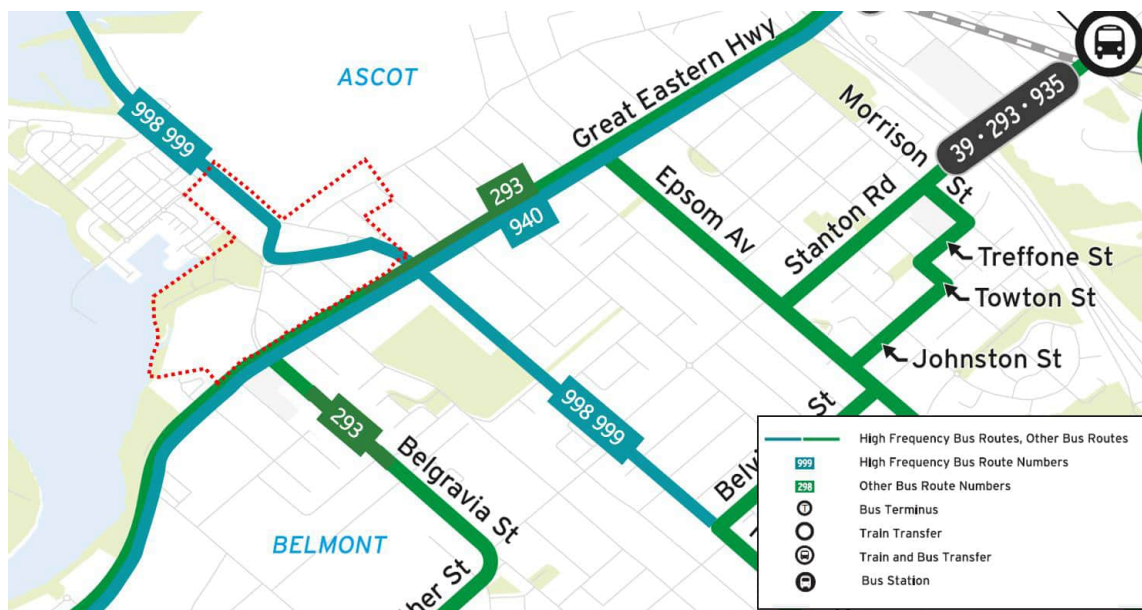 ASCOT
998 999
Great Eastern Hwy
293
940
Morrison St
39 • 293 • 935
Epsom Av
Stanton Rd
Treffone St
Towton St
Johnston St
998 999
293
Belgravia St
BELMONT
St
High Frequency Bus Routes, Other Bus Routes
999 High Frequency Bus Route Numbers
298 Other Bus Route Numbers
T Bus Terminus
Train Transfer
Train and Bus Transfer
Bus Station